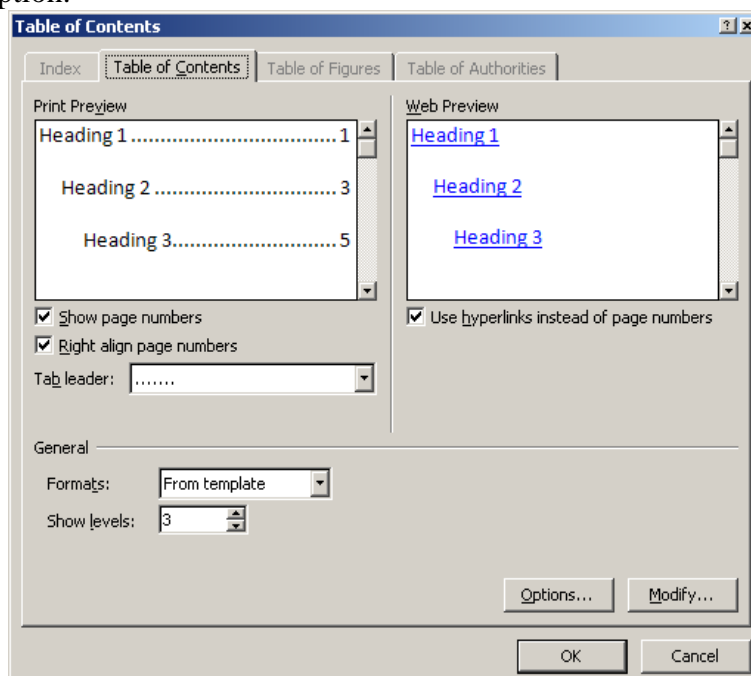 ption.
Table of Contents
Index Table of Contents Table of Figures Table of Authorities
Print Preview
Heading 1....................................1
Heading 2................................3
Heading 3............................5
Show page numbers
Right align page numbers
Tab leader: .......
Web Preview
Heading 1
Heading 2
Heading 3
Use hyperlinks instead of page numbers
General
Formats: From template
Show levels: 3
Options... Modify...
OK Cancel